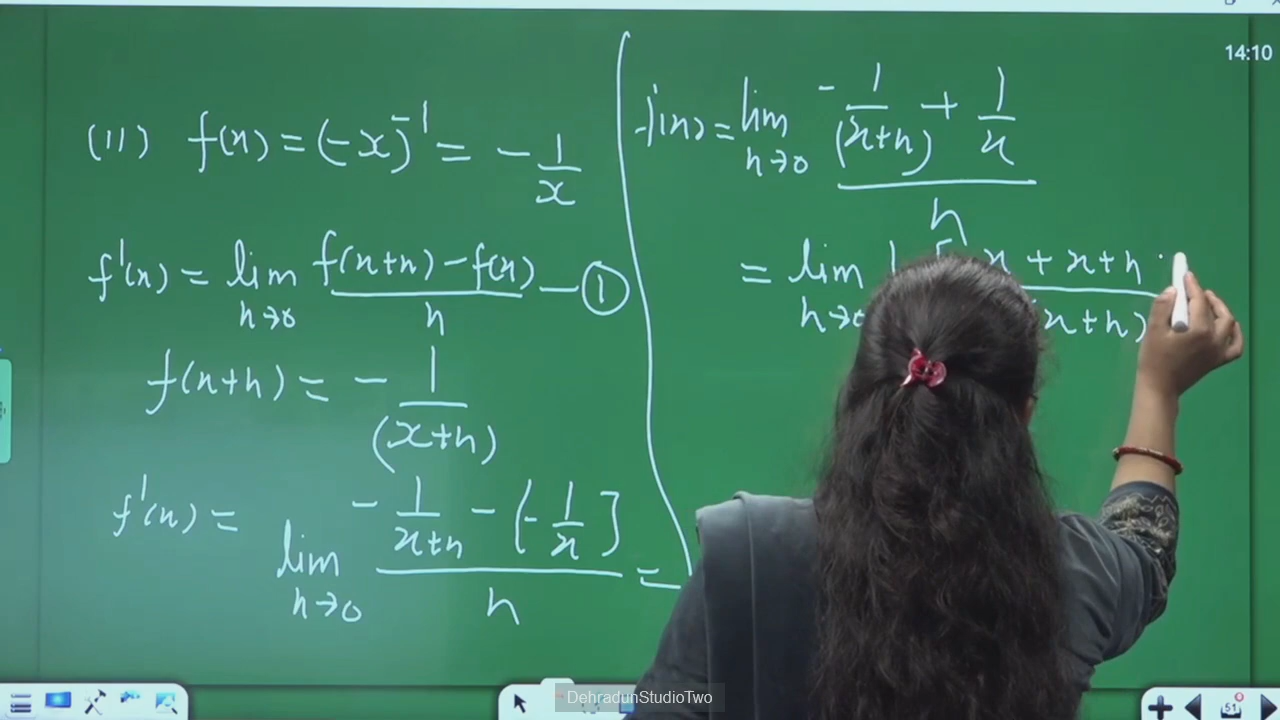 (11) f(x) = (-x)^-1 = - 1/x
f'(x) = lim h→0 f(x+h) - f(x) / h — ①
f(x+h) = - 1/(x+h)
f'(x) = lim h→0 - 1/x+h - {- 1/x} / h =
f'(x) = lim h→0 - 1/(x+h) + 1/x / h
= lim h→0 x + x+h
(x+h)
14:10
51
DehradunStudioTwo